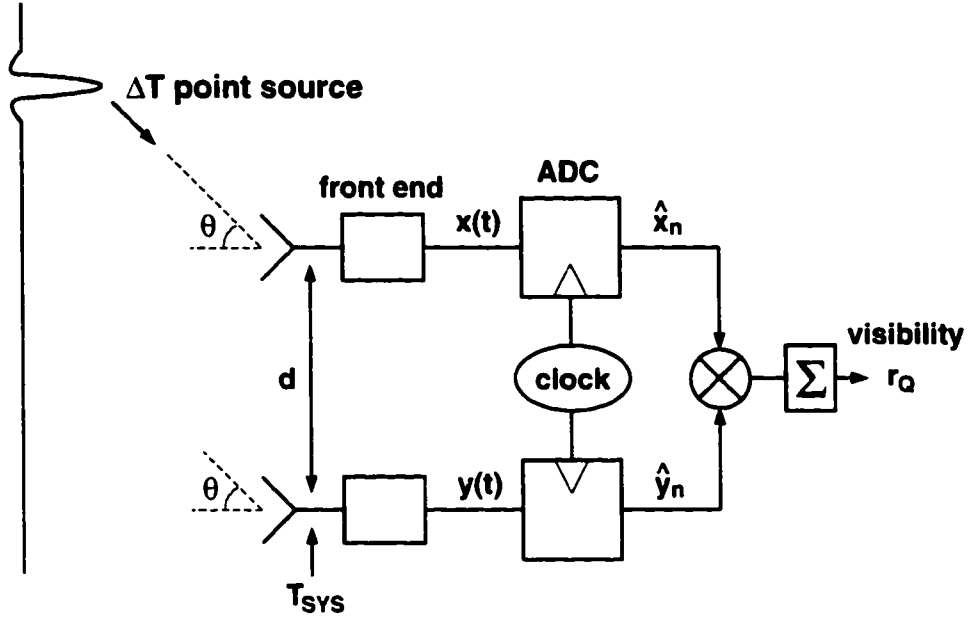 ΔT point source
front end
ADC
θ
x(t)
x̂n
visibility
d
clock
Σ
rQ
θ
y(t)
ŷn
TSYS